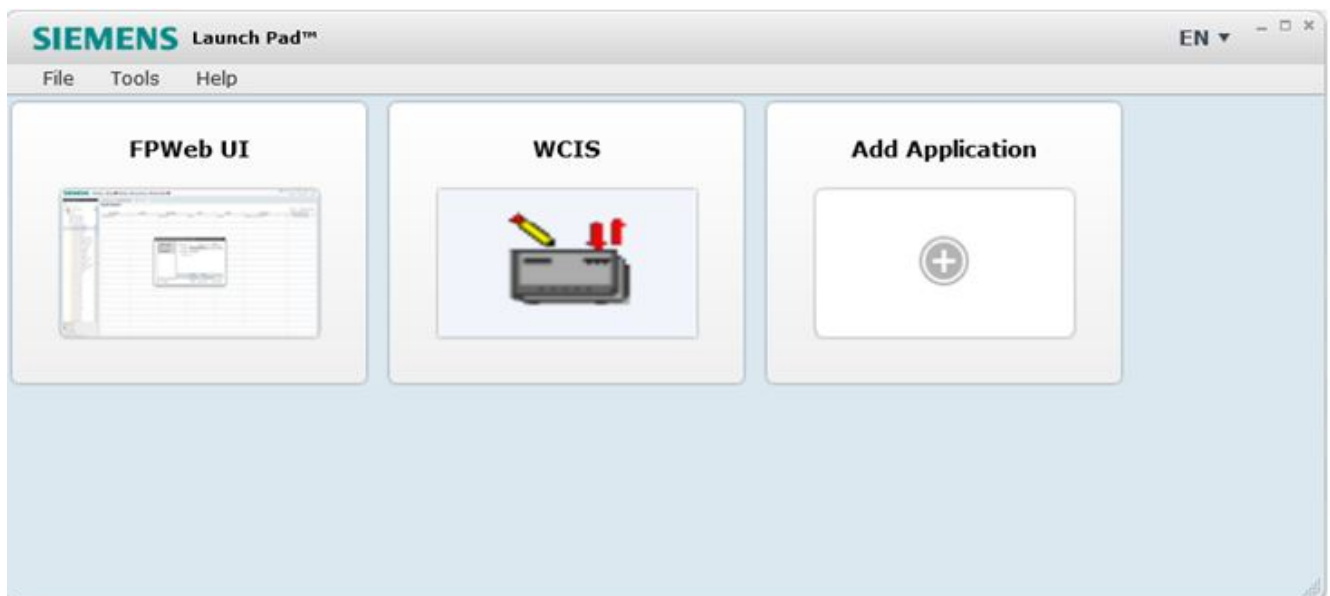 SIEMENS Launch Pad™ EN
File Tools Help
FPWeb UI WCIS Add Application